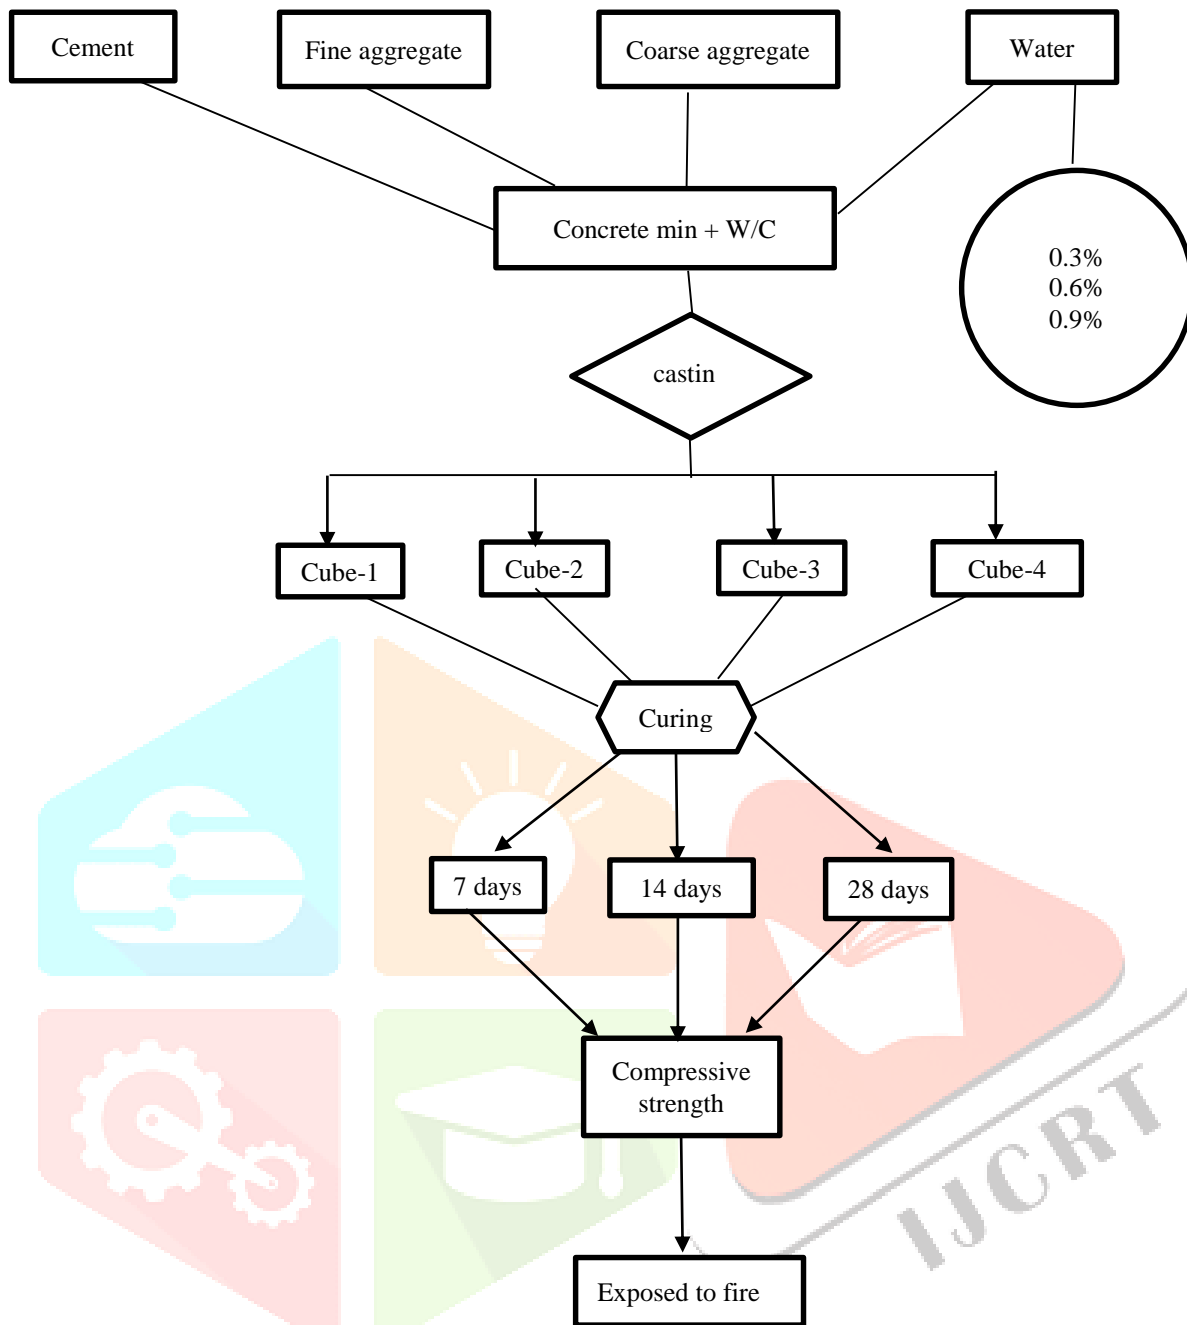 Cement
Fine aggregate
Coarse aggregate
Water
Concrete min + W/C
0.3%
0.6%
0.9%
castin
Cube-1
Cube-2
Cube-3
Cube-4
Curing
7 days
14 days
28 days
Compressive
strength
IJCRT
Exposed to fire